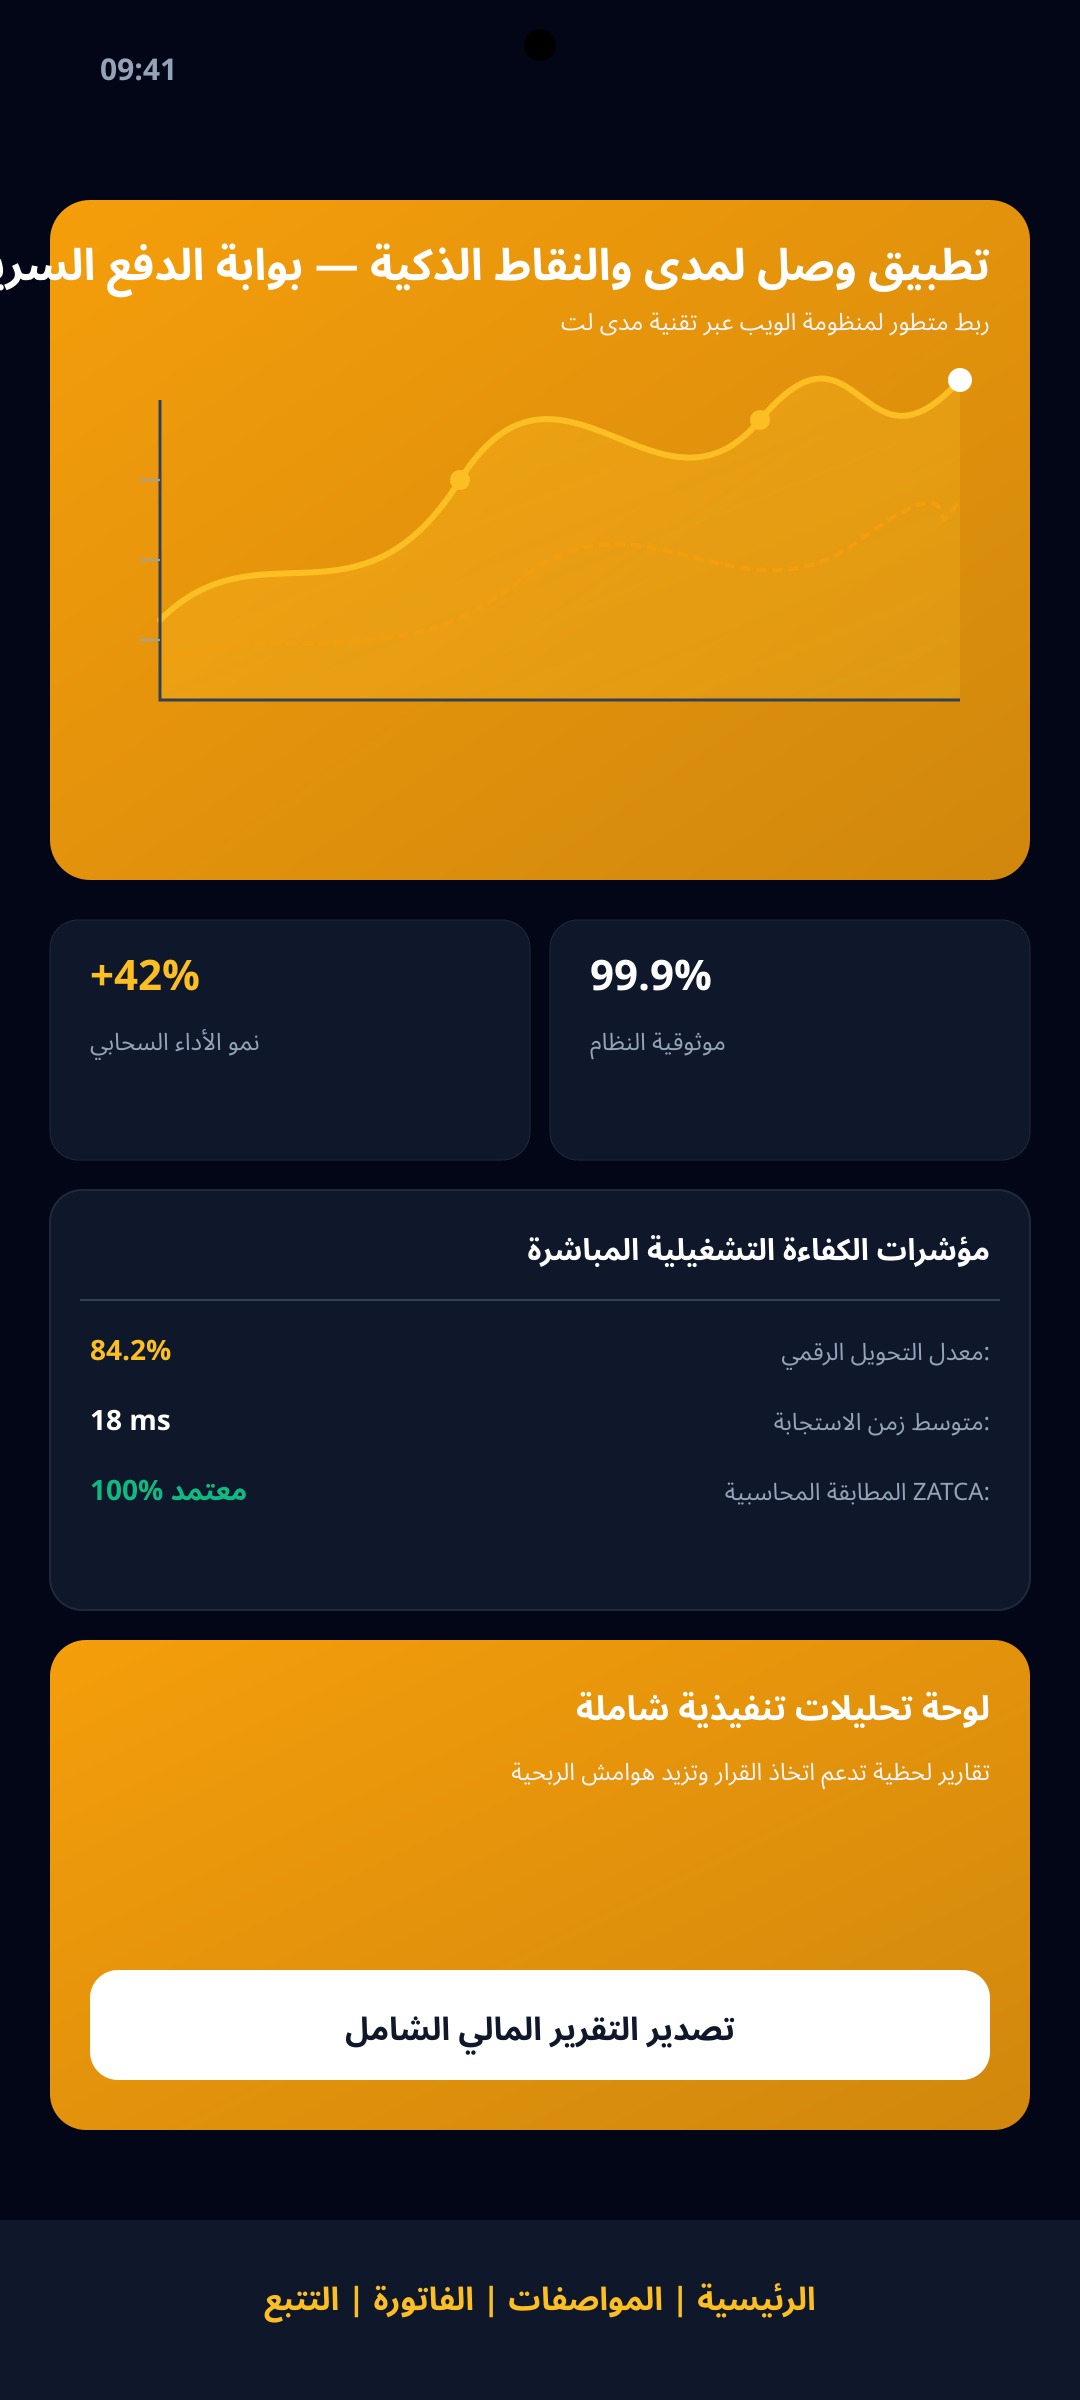 09:41
تطبيق وصل لمدى والنقاط الذكية — بوابة الدفع
ربط متطور لمنظومة الويب عبر تقنية مدى لت
+42%
نمو الأداء السحابي
99.9%
موثوقية النظام
مؤشرات الكفاءة التشغيلية المباشرة
معدل التحويل الرقمي:
84.2%
متوسط زمن الاستجابة:
18 ms
المطابقة المحاسبية ZATCA:
100% معتمد
لوحة تحليلات تنفيذية شاملة
تقارير لحظية تدعم اتخاذ القرار وتزيد هوامش الربحية
تصدير التقرير المالي الشامل
الرئيسية | المواصفات | الفاتورة | التتبع